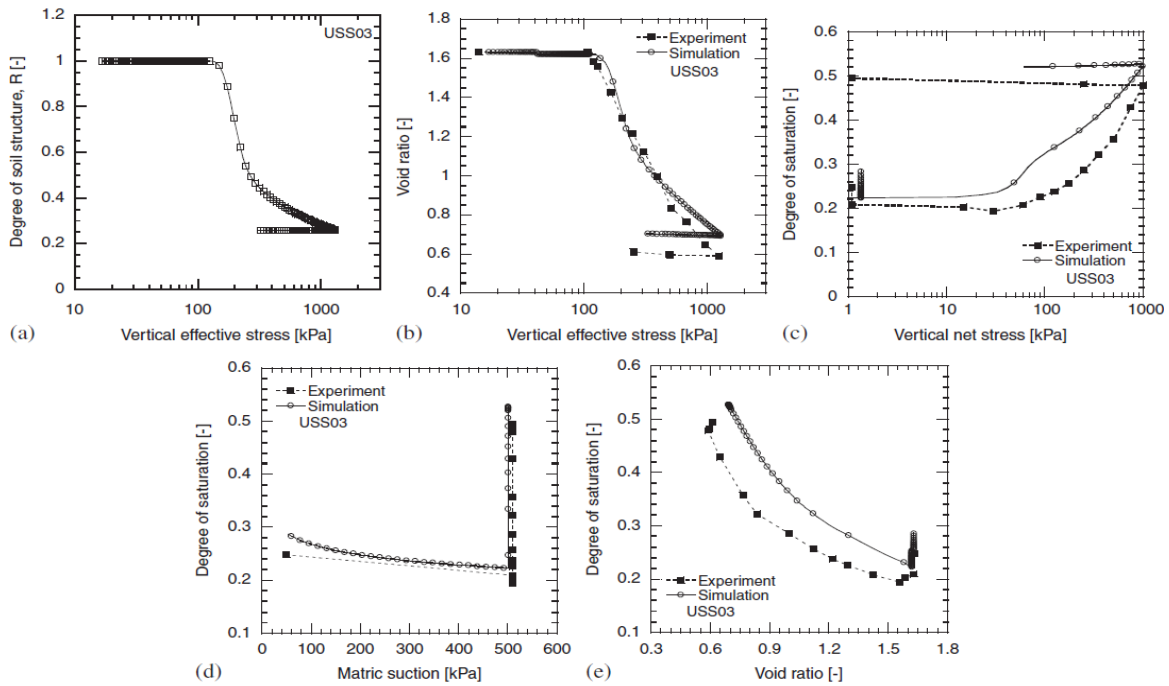 USS03
Degree of soil structure, R [-]
1.2
1
0.8
0.6
0.4
0.2
0
10
100
1000
Vertical effective stress [kPa]
(a)
Experiment
Simulation
USS03
Void ratio [-]
1.8
1.6
1.4
1.2
1
0.8
0.6
0.4
10
100
1000
Vertical effective stress [kPa]
(b)
Degree of saturation [-]
0.6
0.5
0.4
0.3
0.2
0.1
0
Experiment
Simulation
USS03
1
10
100
1000
Vertical net stress [kPa]
(c)
Experiment
Simulation
USS03
Degree of saturation [-]
0.6
0.5
0.4
0.3
0.2
0.1
0
100
200
300
400
500
600
Matric suction [kPa]
(d)
Degree of saturation [-]
0.6
0.5
0.4
0.3
0.2
0.1
Experiment
Simulation
USS03
0.3
0.6
0.9
1.2
1.5
1.8
Void ratio [-]
(e)